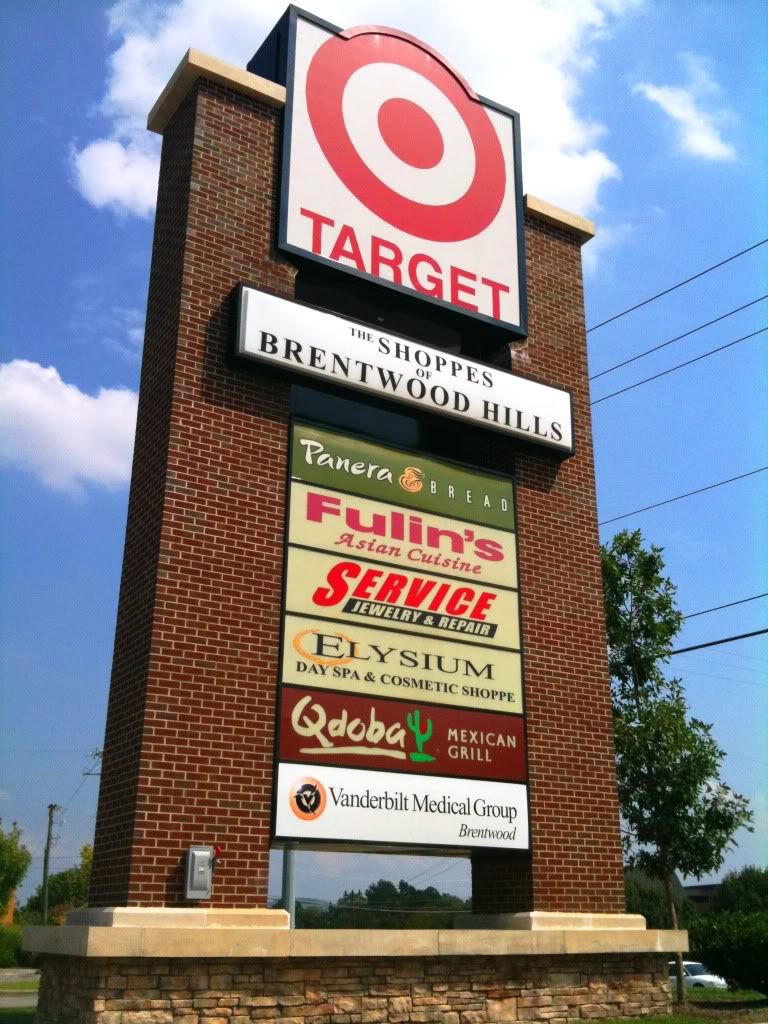 TARGET
THE SHOPPES
OF
BRENTWOOD HILLS
Panera BREAD
Fulin's
Asian Cuisine
SERVICE
JEWELRY & REPAIR
ELYSIUM
DAY SPA & COSMETIC SHOPPE
Qdoba MEXICAN
GRILL
Vanderbilt Medical Group
Brentwood